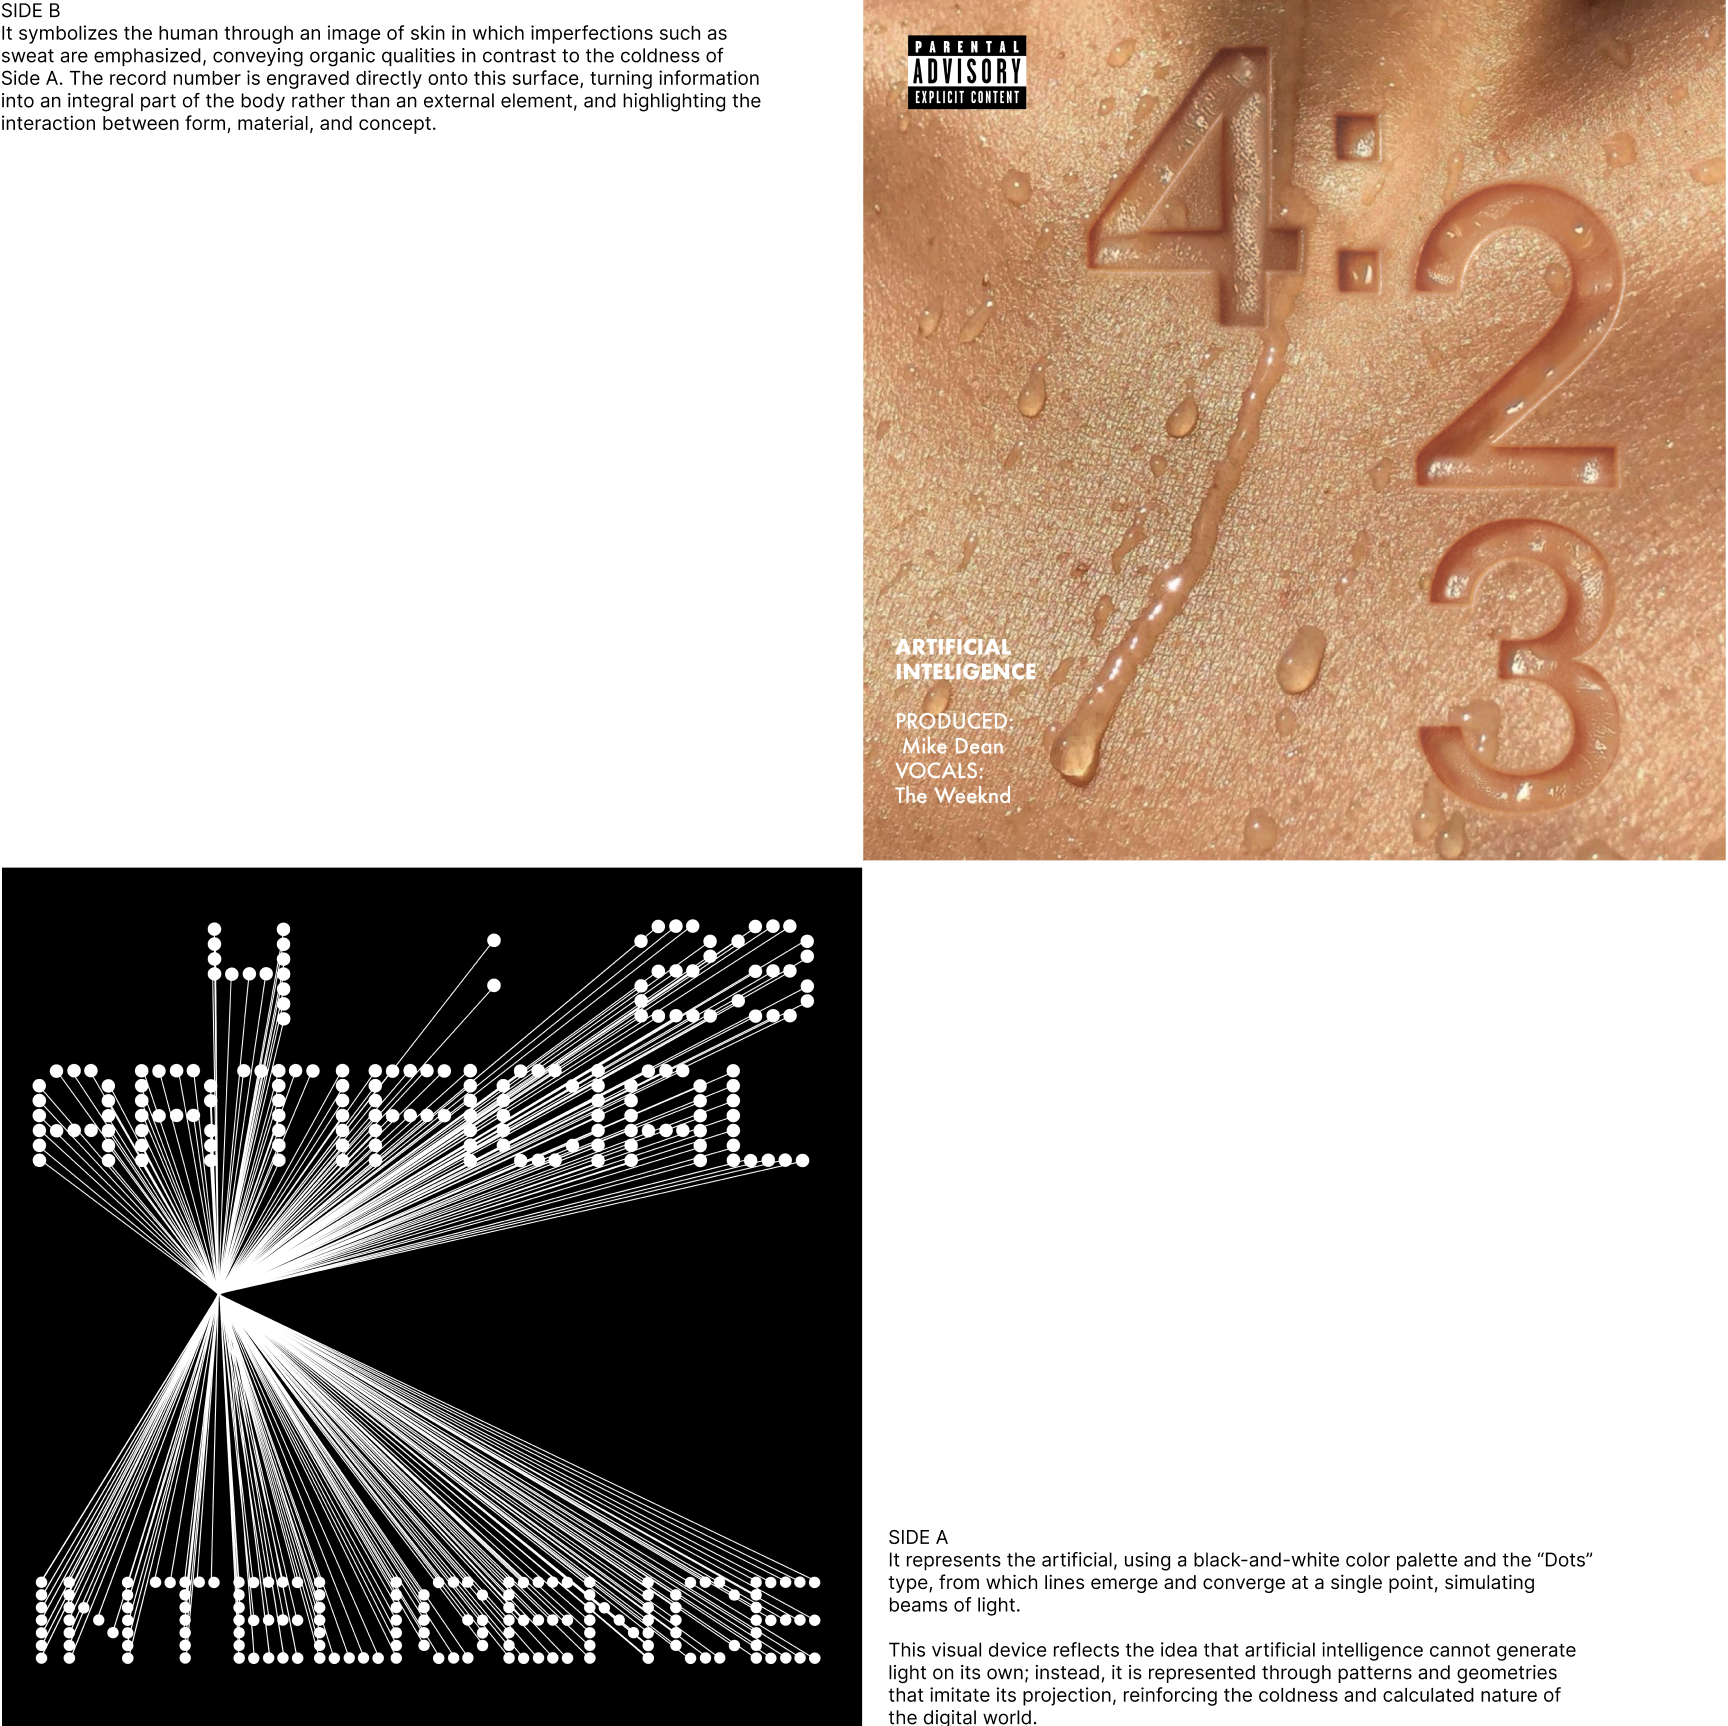 SIDE B
It symbolizes the human through an image of skin in which imperfections such as
sweat are emphasized, conveying organic qualities in contrast to the coldness of
Side A. The record number is engraved directly onto this surface, turning information
into an integral part of the body rather than an external element, and highlighting the
interaction between form, material, and concept.
PARENTAL
ADVISORY
EXPLICIT CONTENT
4:
2
3
ARTIFICIAL
INTELIGENCE
PRODUCED:
Mike Dean
VOCALS:
The Weeknd
4:23
ARTIFICIAL
INTELIGENCE
SIDE A
It represents the artificial, using a black-and-white color palette and the “Dots”
type, from which lines emerge and converge at a single point, simulating
beams of light.
This visual device reflects the idea that artificial intelligence cannot generate
light on its own; instead, it is represented through patterns and geometries
that imitate its projection, reinforcing the coldness and calculated nature of
the digital world.